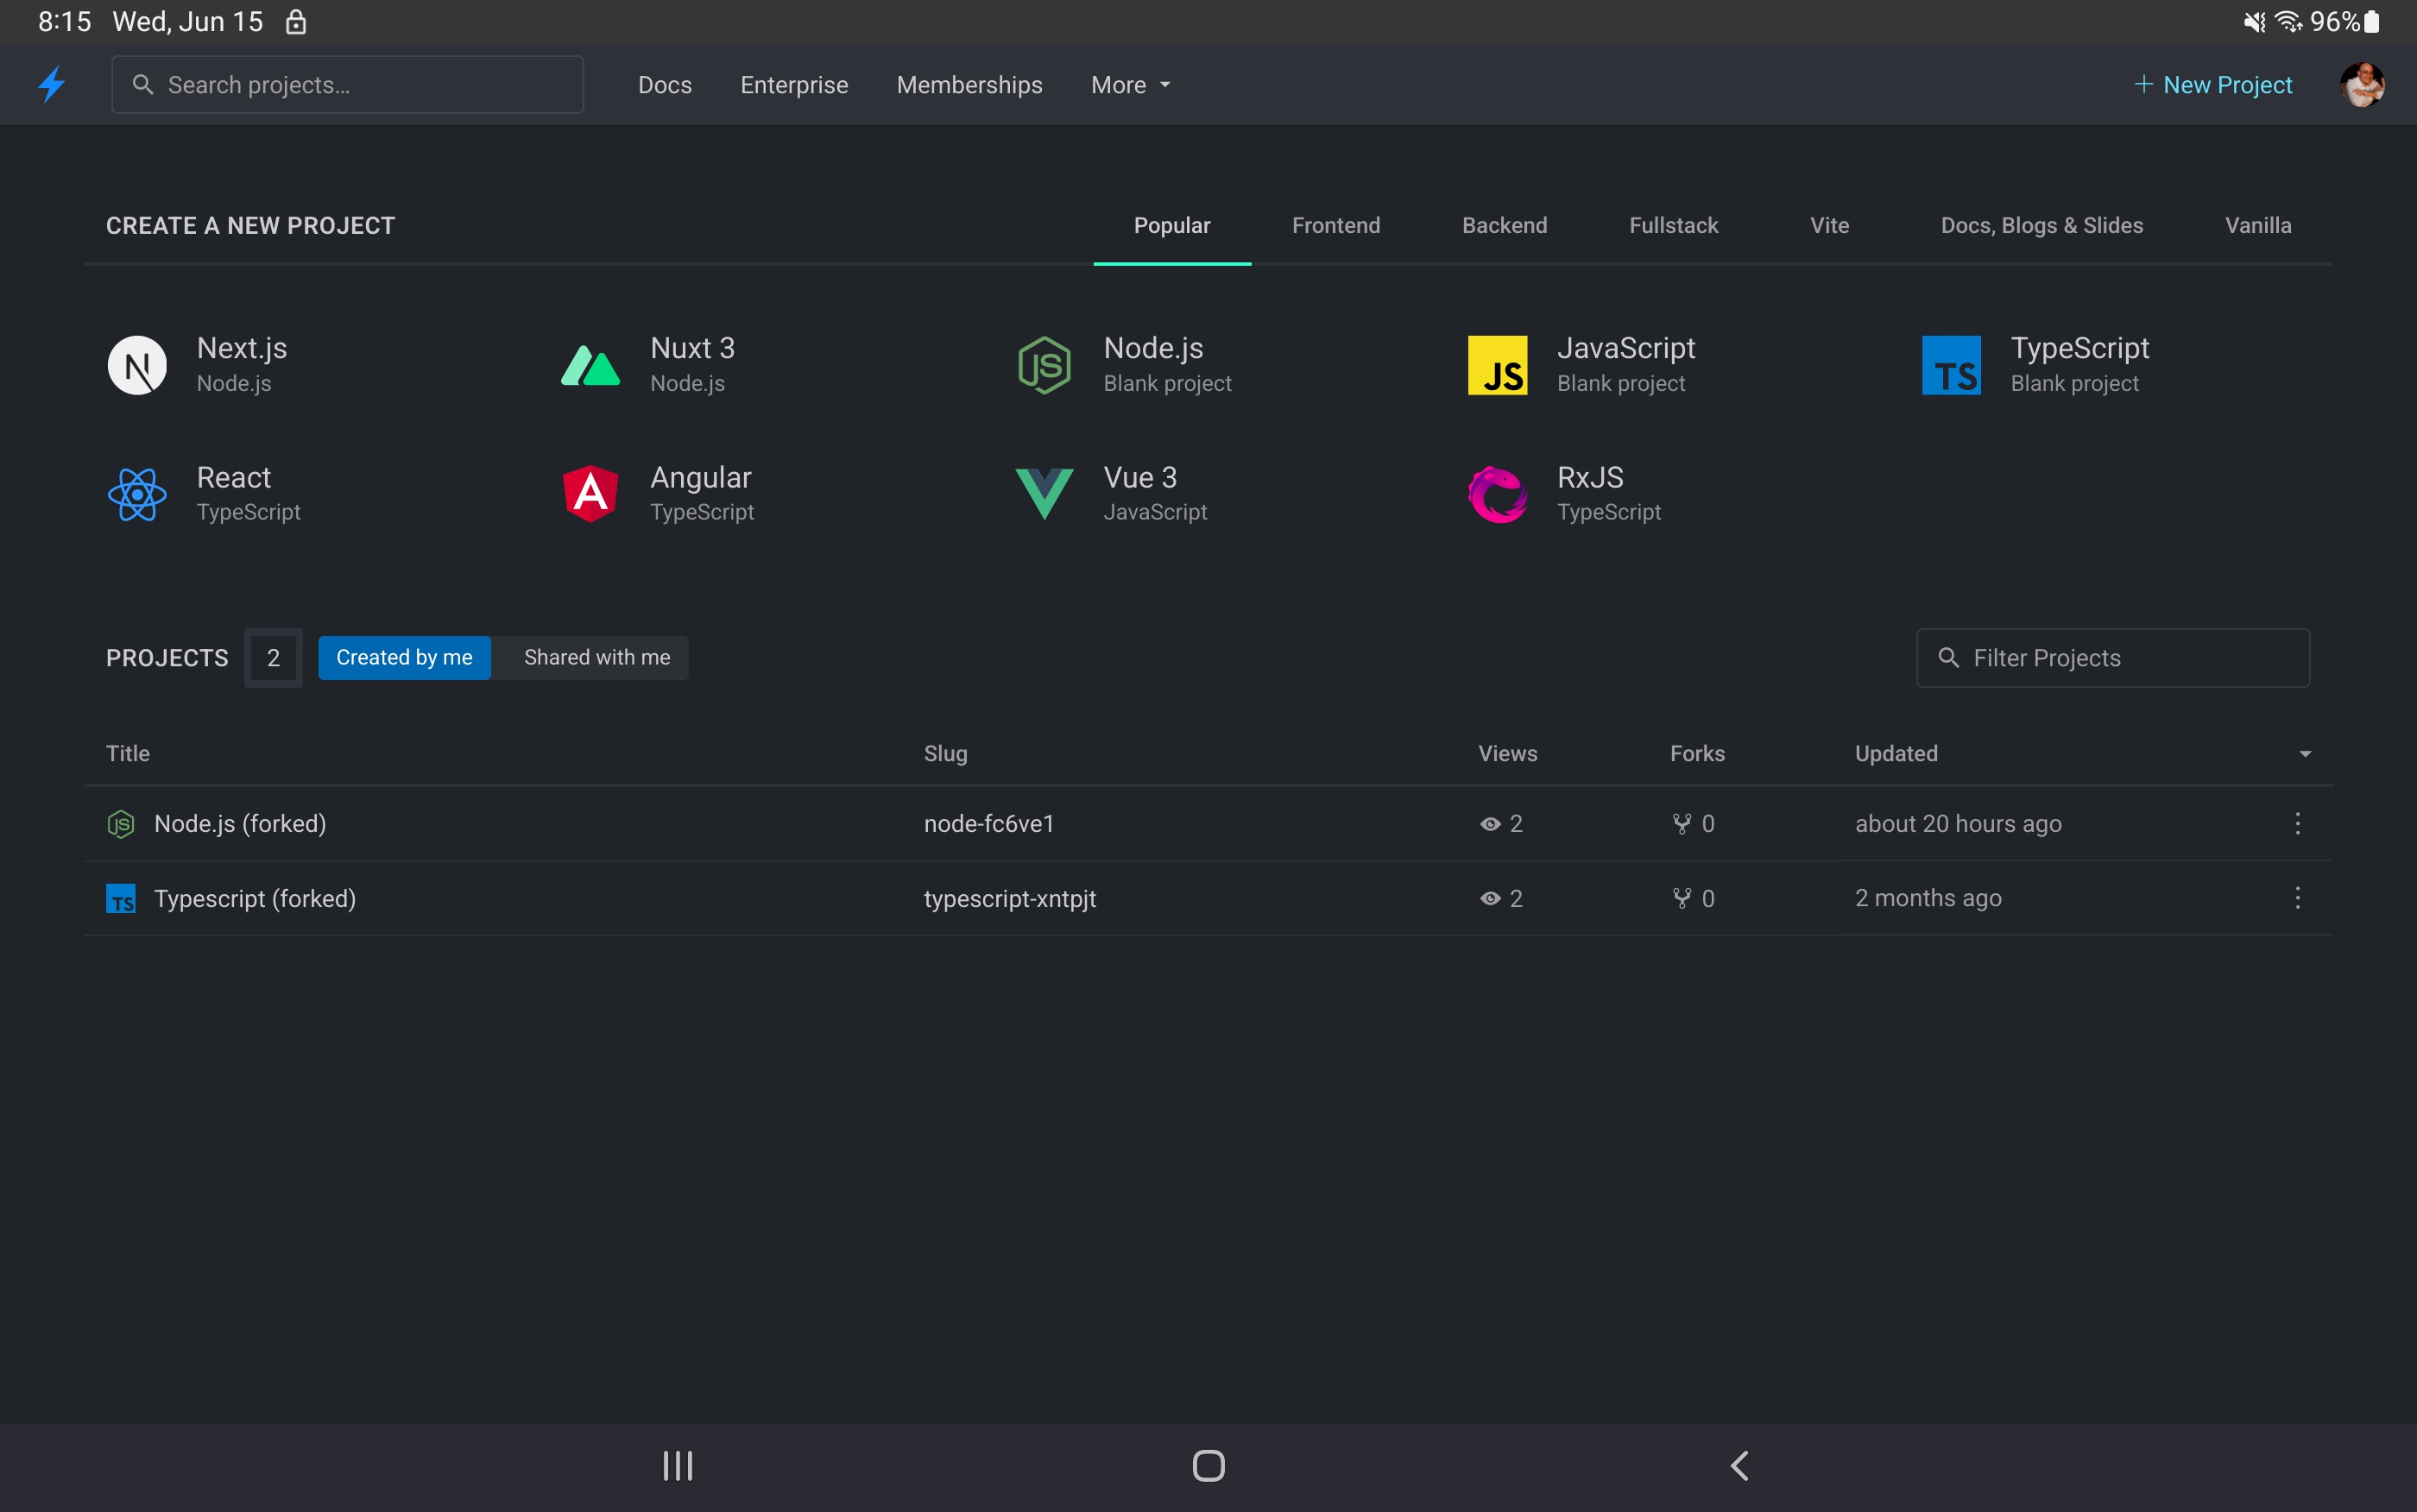 8:15 Wed, Jun 15 96%
Search projects... Docs Enterprise Memberships More + New Project
CREATE A NEW PROJECT Popular Frontend Backend Fullstack Vite Docs, Blogs & Slides Vanilla
N Next.js Nuxt 3 JS Node.js JS JavaScript TS TypeScript
Node.js Node.js Blank project Blank project Blank project
React A Angular Vue 3 RxJS
TypeScript TypeScript JavaScript TypeScript
PROJECTS 2 Created by me Shared with me Filter Projects
Title Slug Views Forks Updated
JS Node.js (forked) node-fc6ve1 2 0 about 20 hours ago
TS Typescript (forked) typescript-xntpjt 2 0 2 months ago